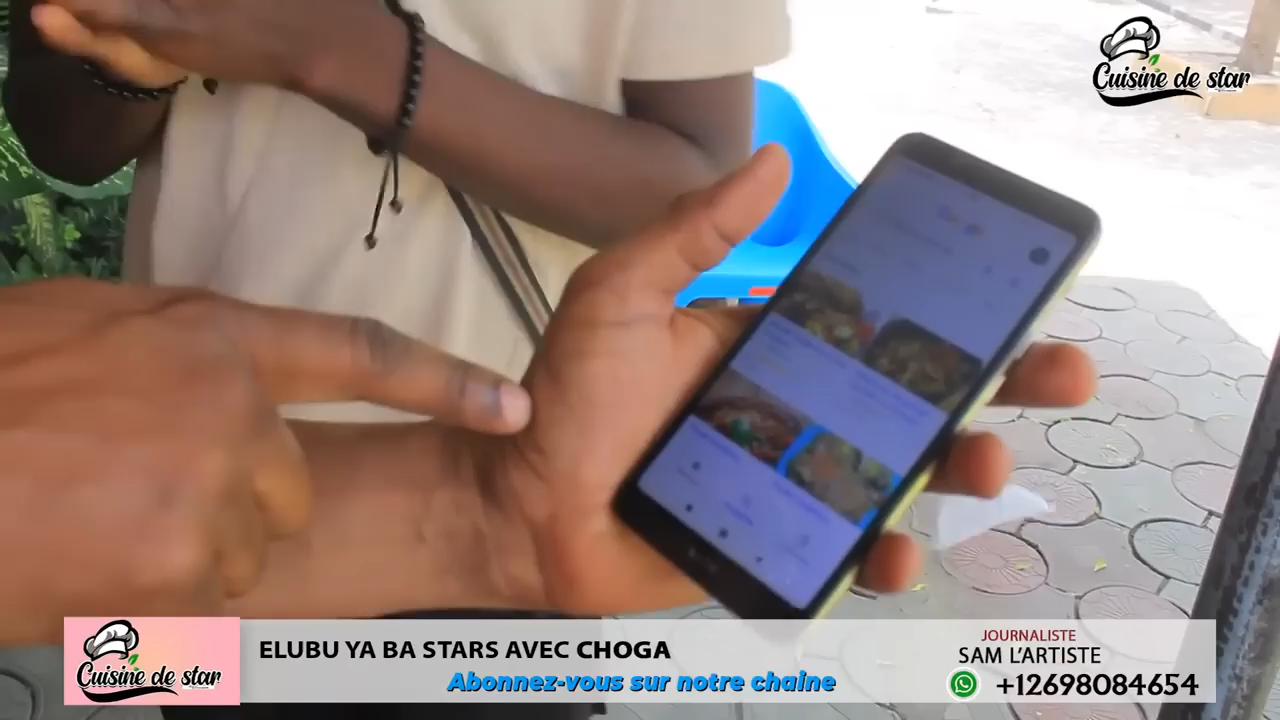 Cuisine de star
Cuisine de star
ELUBU YA BA STARS AVEC CHOGA
Abonnez-vous sur notre chaine
JOURNALISTE
SAM L'ARTISTE
+12698084654